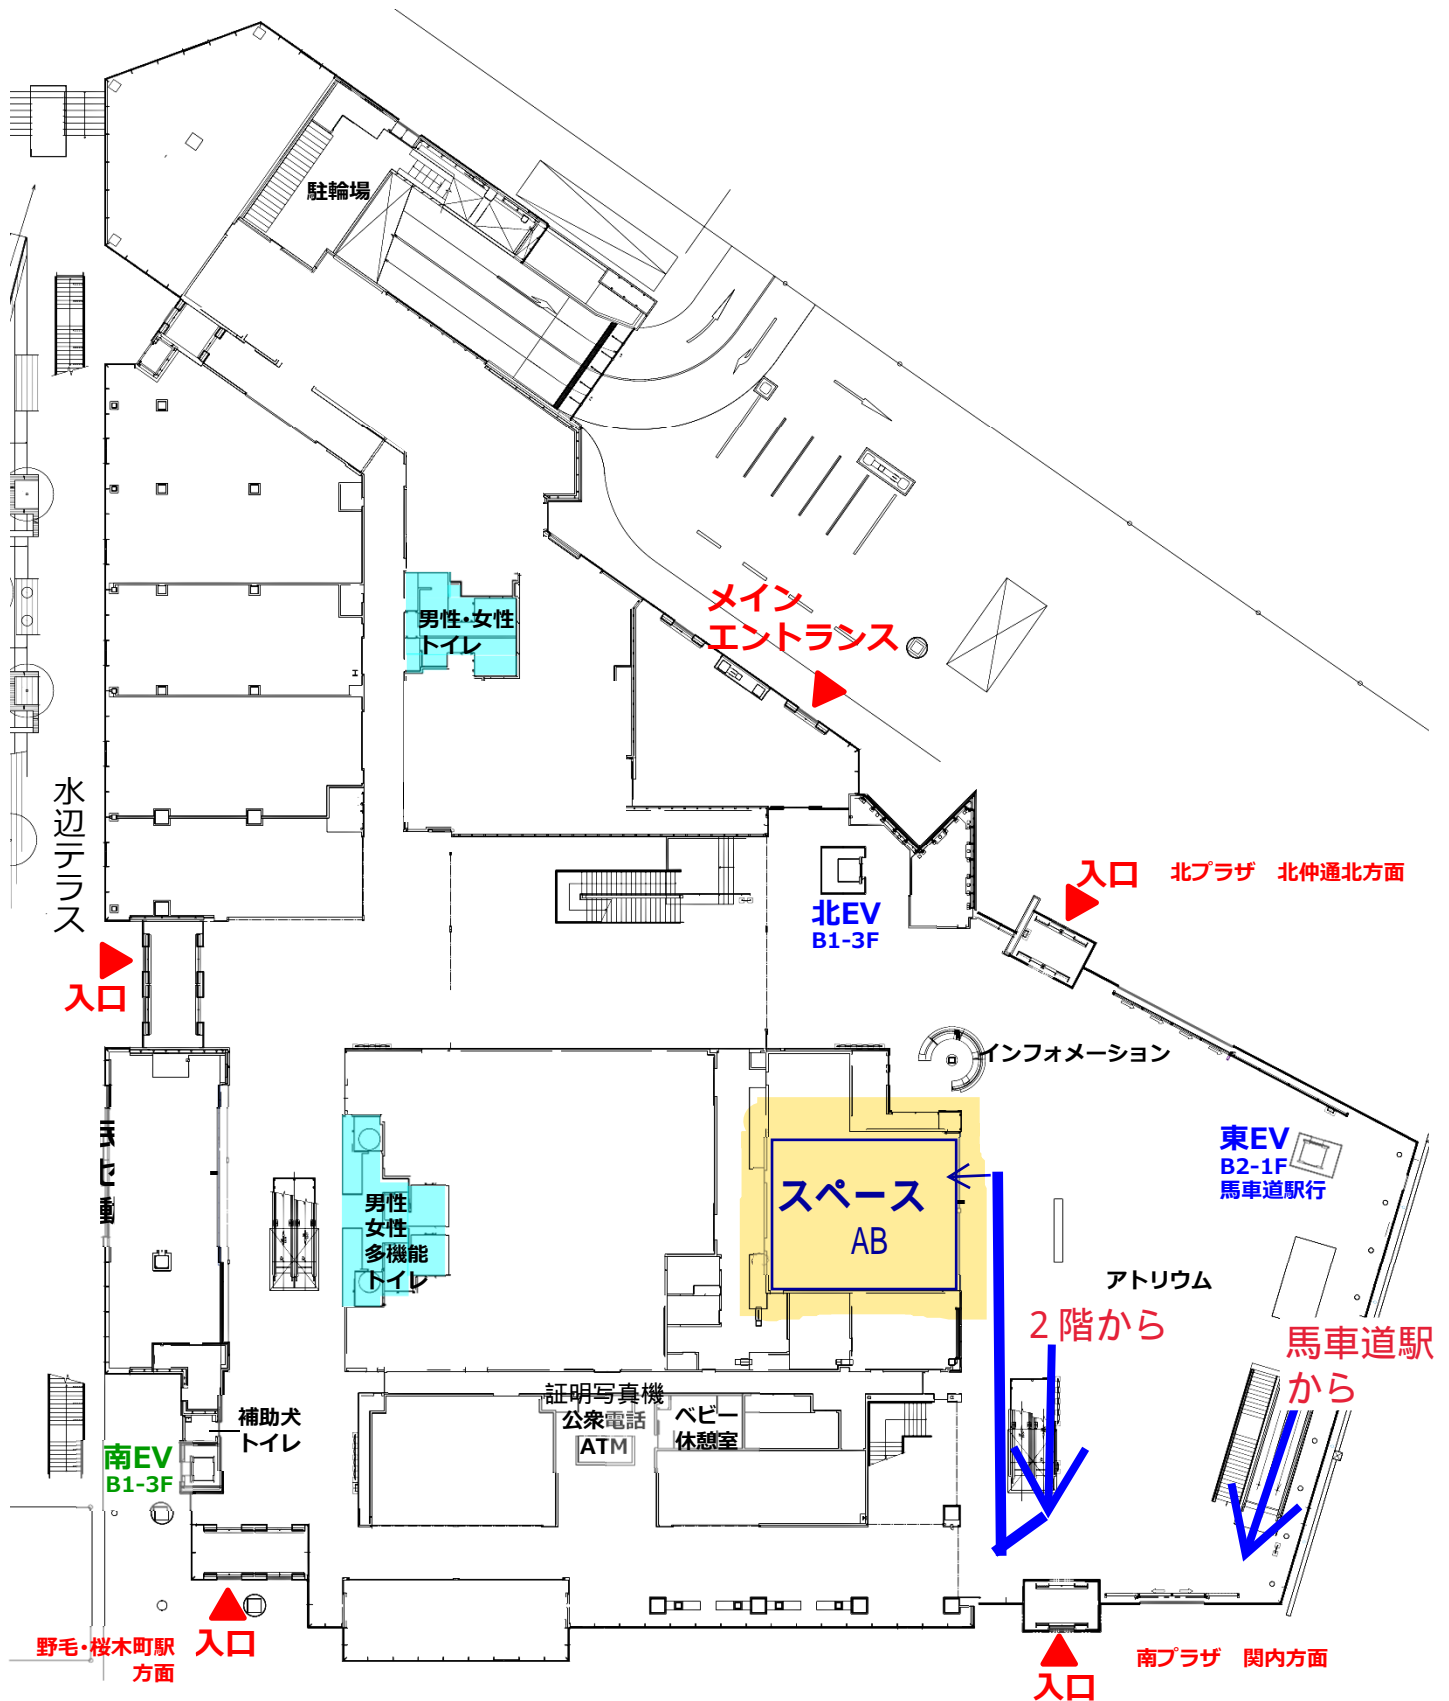 駐輪場
男性・女性
トイレ
メイン
エントランス
水辺テラス
入口
北プラザ　北仲通北方面
北EV
B1-3F
入口
インフォメーション
東EV
B2-1F
馬車道駅行
スペース
AB
男性
女性
多機能
トイレ
アトリウム
２階から
馬車道駅
から
証明写真機
公衆電話
ATM
ベビー
休憩室
補助犬
トイレ
南EV
B1-3F
入口
野毛・桜木町駅
方面
南プラザ　関内方面
入口